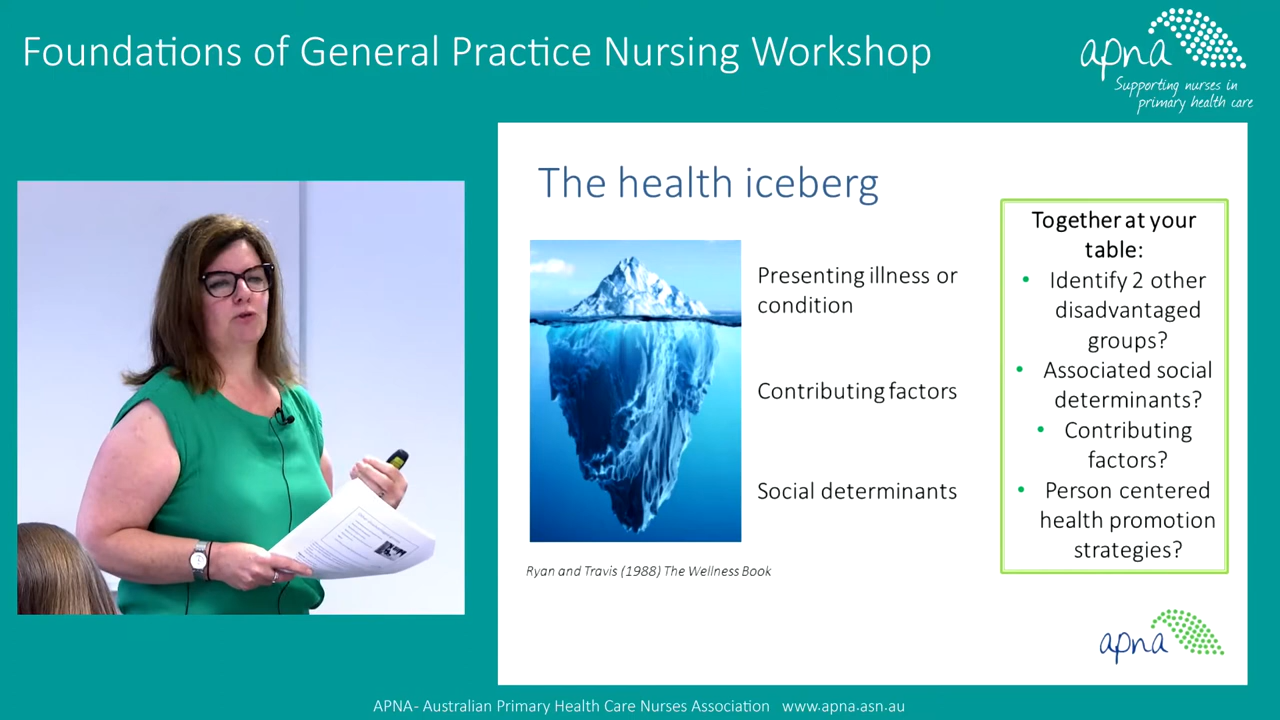 Foundations of General Practice Nursing Workshop
apna
Supporting nurses in
primary health care
The health iceberg
Presenting illness or
condition
Contributing factors
Social determinants
Ryan and Travis (1988) The Wellness Book
Together at your
table:
• Identify 2 other
disadvantaged
groups?
• Associated social
determinants?
• Contributing
factors?
• Person centered
health promotion
strategies?
apna
APNA- Australian Primary Health Care Nurses Association www.apna.asn.au